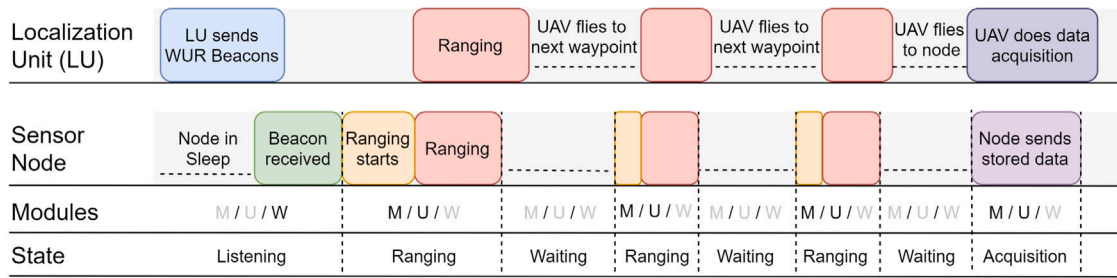 Localization
Unit (LU)
LU sends
WUR Beacons
Ranging
UAV flies to
next waypoint
UAV flies to
next waypoint
UAV flies
to node
UAV does data
acquisition
Sensor
Node
Node in
Sleep
Beacon
received
Ranging
starts
Ranging
Node sends
stored data
Modules
M / U / W
M / U / W
M / U / W
M / U / W
M / U / W
M / U / W
M / U / W
M / U / W
State
Listening
Ranging
Waiting
Ranging
Waiting
Ranging
Waiting
Acquisition